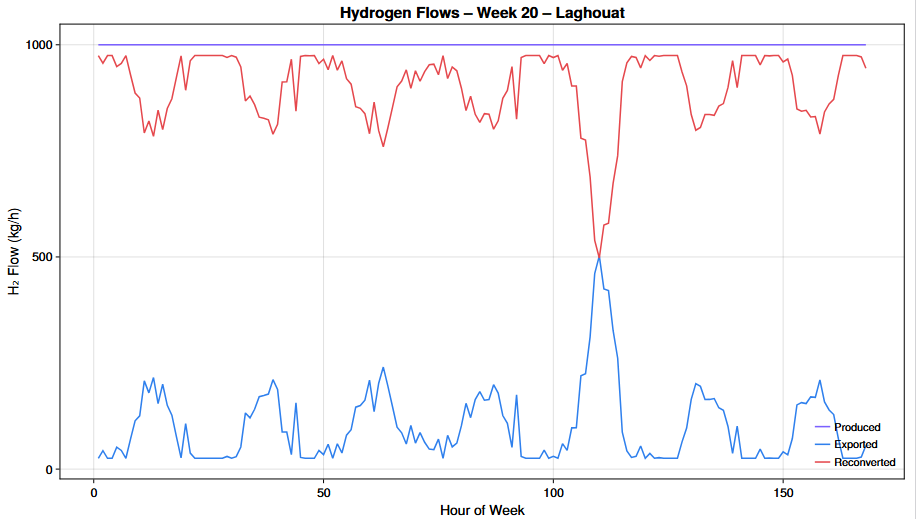 Hydrogen Flows – Week 20 – Laghouat
H₂ Flow (kg/h)
1000
500
0
0
50
100
150
Hour of Week
Produced
Exported
Reconverted